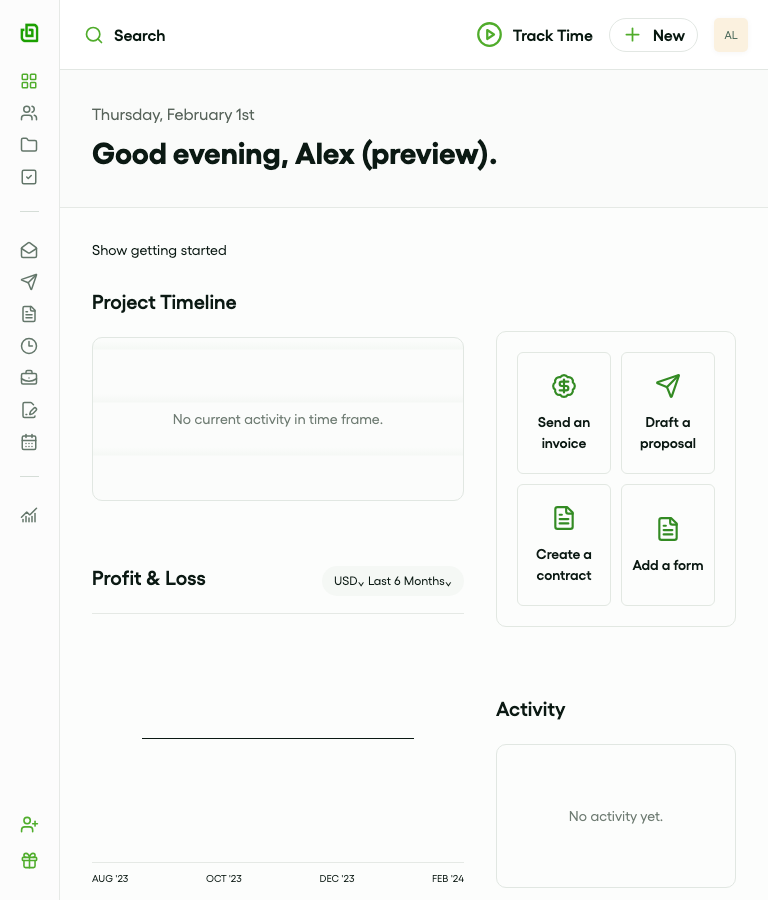 Search
Track Time
New
AL
Thursday, February 1st
Good evening, Alex (preview).
Show getting started
Project Timeline
No current activity in time frame.
Send an
invoice
Draft a
proposal
Create a
contract
Add a form
Profit & Loss
USD
Last 6 Months
AUG '23
OCT '23
DEC '23
FEB '24
Activity
No activity yet.